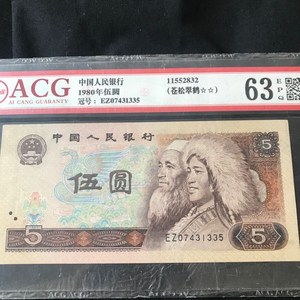 ACG
AI CANG GUARANTY
中国人民银行
1980年伍圆
冠号：EZ07431335
11552832
(苍松翠鹤☆☆)
63
EPQ
中国人民银行
5
伍圆
EZ07431335
5
5